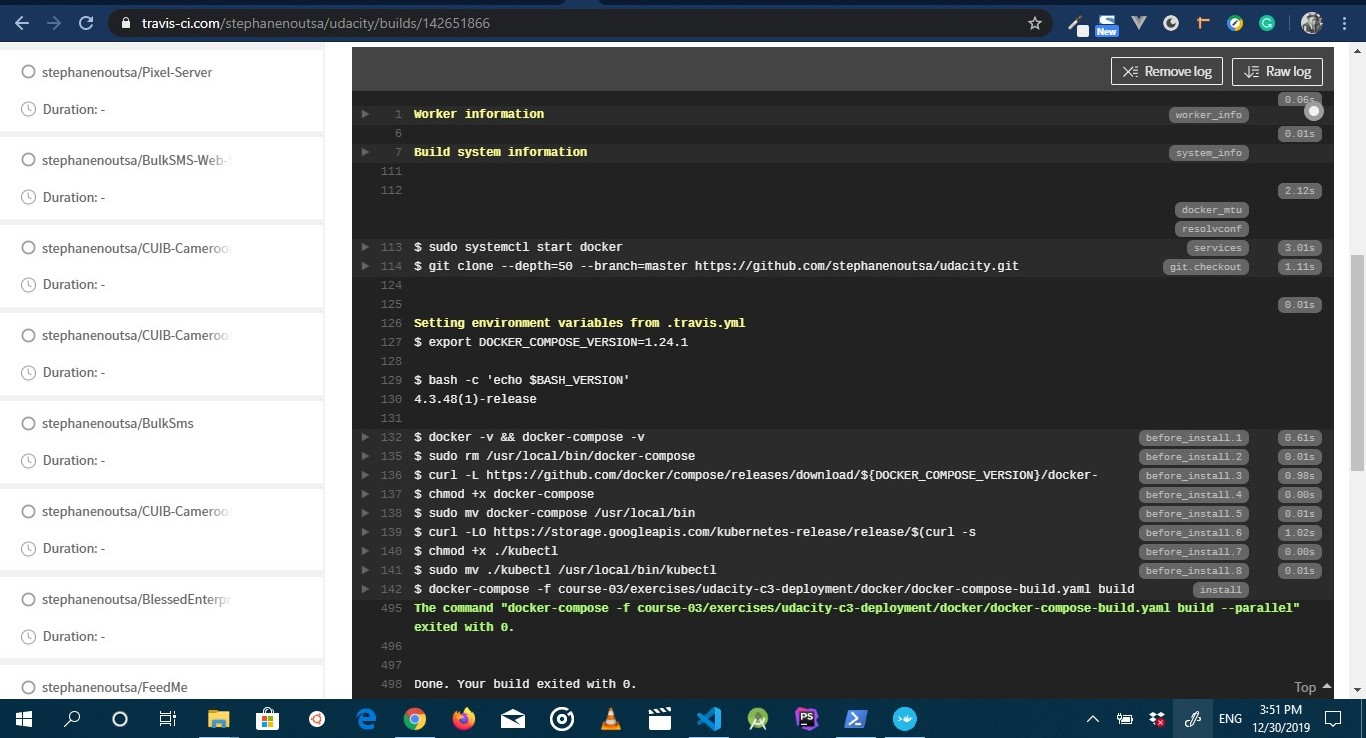 travis-ci.com/stephanenoutsa/udacity/builds/142651866
New
stephanenoutsa/Pixel-Server
Duration: -
stephanenoutsa/BulkSMS-Web-
Duration: -
stephanenoutsa/CUIB-Cameroo
Duration: -
stephanenoutsa/CUIB-Cameroo
Duration: -
stephanenoutsa/BulkSms
Duration: -
stephanenoutsa/CUIB-Cameroo
Duration: -
stephanenoutsa/BlessedEnterpr
Duration: -
stephanenoutsa/FeedMe
Remove log Raw log
0.06s
1 Worker information worker_info
6 0.01s
7 Build system information system_info
111
112 2.12s
docker_mtu
resolvconf
113 $ sudo systemctl start docker services 3.01s
114 $ git clone --depth=50 --branch=master https://github.com/stephanenoutsa/udacity.git git.checkout 1.11s
124
125 0.01s
126 Setting environment variables from .travis.yml
127 $ export DOCKER_COMPOSE_VERSION=1.24.1
128
129 $ bash -c 'echo $BASH_VERSION'
130 4.3.48(1)-release
131
132 $ docker -v && docker-compose -v before_install.1 0.61s
135 $ sudo rm /usr/local/bin/docker-compose before_install.2 0.01s
136 $ curl -L https://github.com/docker/compose/releases/download/${DOCKER_COMPOSE_VERSION}/docker- before_install.3 0.98s
137 $ chmod +x docker-compose before_install.4 0.00s
138 $ sudo mv docker-compose /usr/local/bin before_install.5 0.01s
139 $ curl -LO https://storage.googleapis.com/kubernetes-release/release/$(curl -s before_install.6 1.02s
140 $ chmod +x ./kubectl before_install.7 0.00s
141 $ sudo mv ./kubectl /usr/local/bin/kubectl before_install.8 0.01s
142 $ docker-compose -f course-03/exercises/udacity-c3-deployment/docker/docker-compose-build.yaml build install
495 The command "docker-compose -f course-03/exercises/udacity-c3-deployment/docker/docker-compose-build.yaml build --parallel"
exited with 0.
496
497
498 Done. Your build exited with 0.
Top
PS
ENG
3:51 PM
12/30/2019